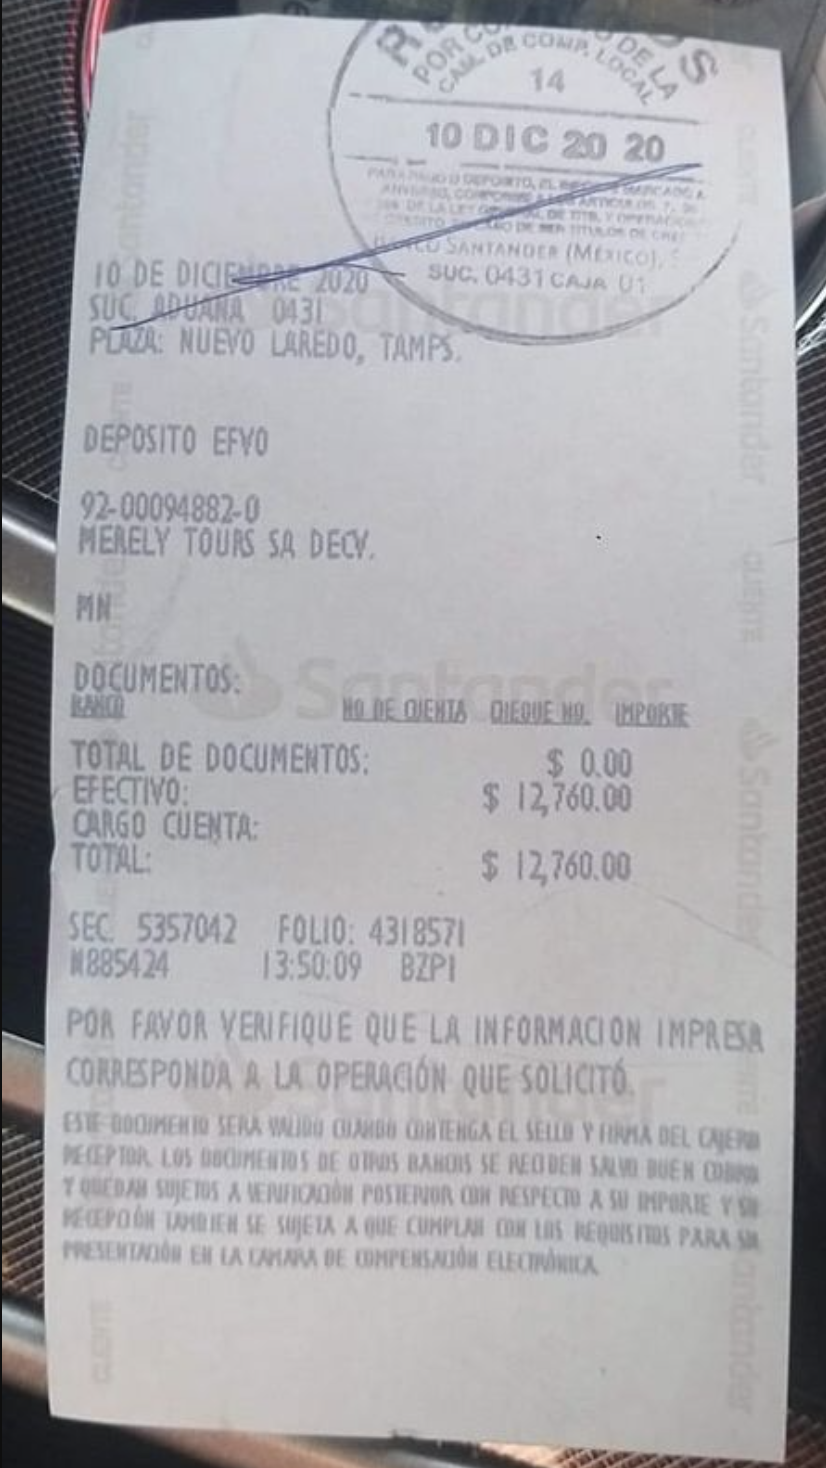 POR CO DE LA
CAM. DE COMP. LOCAL
14
10 DIC 20 20
SANTANDER (MÉXICO), S
SUC. 0431 CAJA 01
10 DE DICIEMBRE 2020
SUC. ADUANA 0431
PLAZA: NUEVO LAREDO, TAMPS.
DEPOSITO EFVO
92-00094882-0
MERELY TOURS SA DECV.
MN
Santander
DOCUMENTOS:
BANCO NO DE CUENTA CHEQUE NO. IMPORTE
TOTAL DE DOCUMENTOS: $ 0.00
EFECTIVO: $ 12,760.00
CARGO CUENTA:
TOTAL: $ 12,760.00
SEC. 5357042 FOLIO: 4318571
N885424 13:50:09 BZP1
POR FAVOR VERIFIQUE QUE LA INFORMACION IMPRESA
CORRESPONDA A LA OPERACIÓN QUE SOLICITÓ.
ESTE DOCUMENTO SERA VALIDO CUANDO CONTENGA EL SELLO Y FIRMA DEL CAJERO
RECEPTOR. LOS DOCUMENTOS DE OTROS BANCOS SE RECIBEN SALVO BUEN COBRO
Y QUEDAN SUJETOS A VERIFICACIÓN POSTERIOR CON RESPECTO A SU IMPORTE Y SU
RECEPCIÓN TAMBIEN SE SUJETA A QUE CUMPLAN CON LOS REQUISITOS PARA SU
PRESENTACIÓN EN LA CAMARA DE COMPENSACIÓN ELECTRÓNICA.